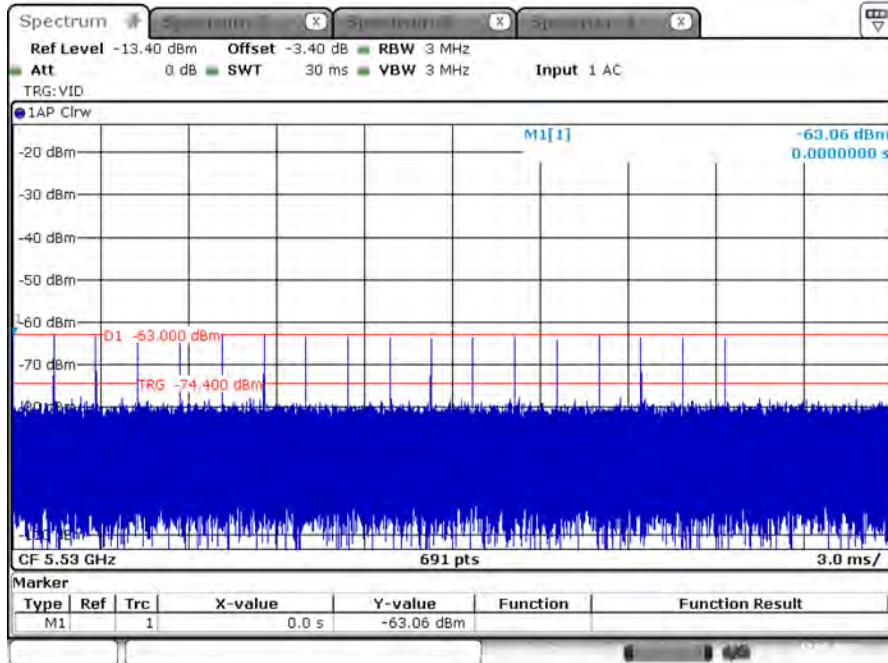 Spectrum
Ref Level -13.40 dBm Offset -3.40 dB RBW 3 MHz
Att 0 dB SWT 30 ms VBW 3 MHz Input 1 AC
TRG:VID
1AP Clrw
M1[1] -63.06 dBm
0.0000000 s
-20 dBm
-30 dBm
-40 dBm
-50 dBm
-60 dBm
D1 -63.000 dBm
-70 dBm
TRG -74.400 dBm
CF 5.53 GHz 691 pts 3.0 ms/
Marker
Type Ref Trc X-value Y-value Function Function Result
M1 1 0.0 s -63.06 dBm